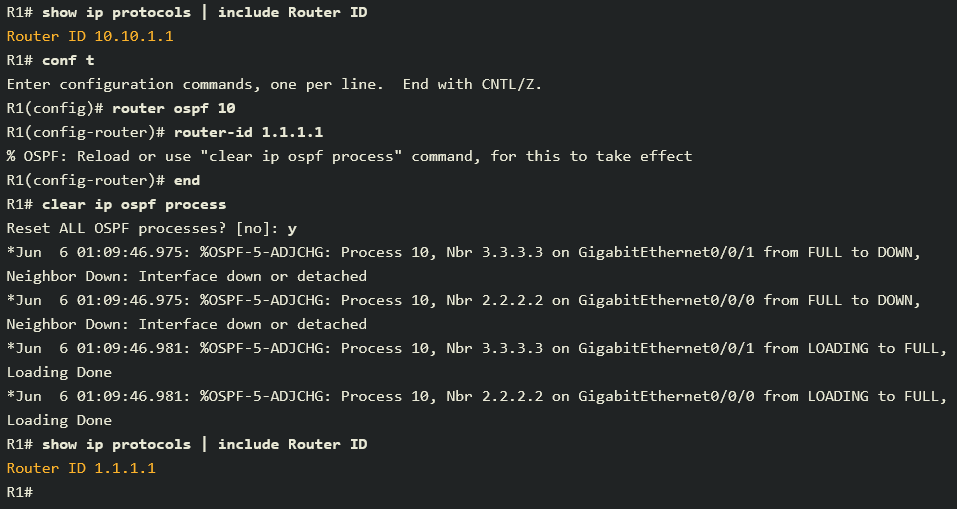 R1# show ip protocols | include Router ID
Router ID 10.10.1.1
R1# conf t
Enter configuration commands, one per line.  End with CNTL/Z.
R1(config)# router ospf 10
R1(config-router)# router-id 1.1.1.1
% OSPF: Reload or use "clear ip ospf process" command, for this to take effect
R1(config-router)# end
R1# clear ip ospf process
Reset ALL OSPF processes? [no]: y
*Jun  6 01:09:46.975: %OSPF-5-ADJCHG: Process 10, Nbr 3.3.3.3 on GigabitEthernet0/0/1 from FULL to DOWN,
Neighbor Down: Interface down or detached
*Jun  6 01:09:46.975: %OSPF-5-ADJCHG: Process 10, Nbr 2.2.2.2 on GigabitEthernet0/0/0 from FULL to DOWN,
Neighbor Down: Interface down or detached
*Jun  6 01:09:46.981: %OSPF-5-ADJCHG: Process 10, Nbr 3.3.3.3 on GigabitEthernet0/0/1 from LOADING to FULL,
Loading Done
*Jun  6 01:09:46.981: %OSPF-5-ADJCHG: Process 10, Nbr 2.2.2.2 on GigabitEthernet0/0/0 from LOADING to FULL,
Loading Done
R1# show ip protocols | include Router ID
Router ID 1.1.1.1
R1#